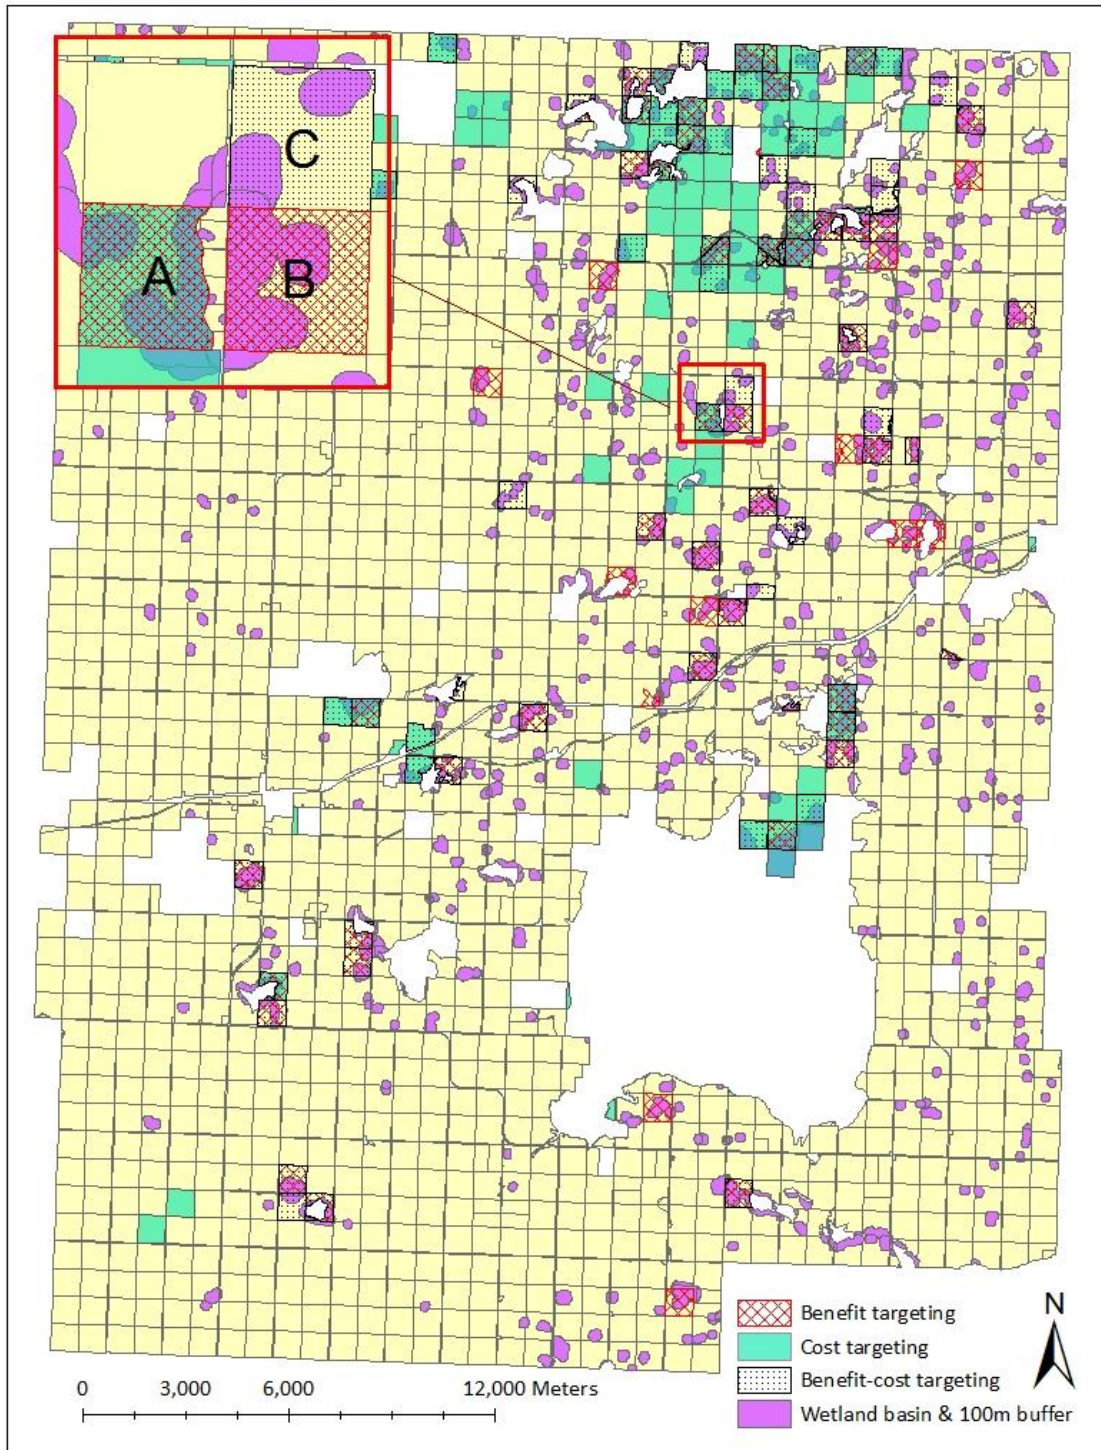 C
A
B
Benefit targeting
Cost targeting
Benefit-cost targeting
Wetland basin & 100m buffer
N
0 3,000 6,000 12,000 Meters